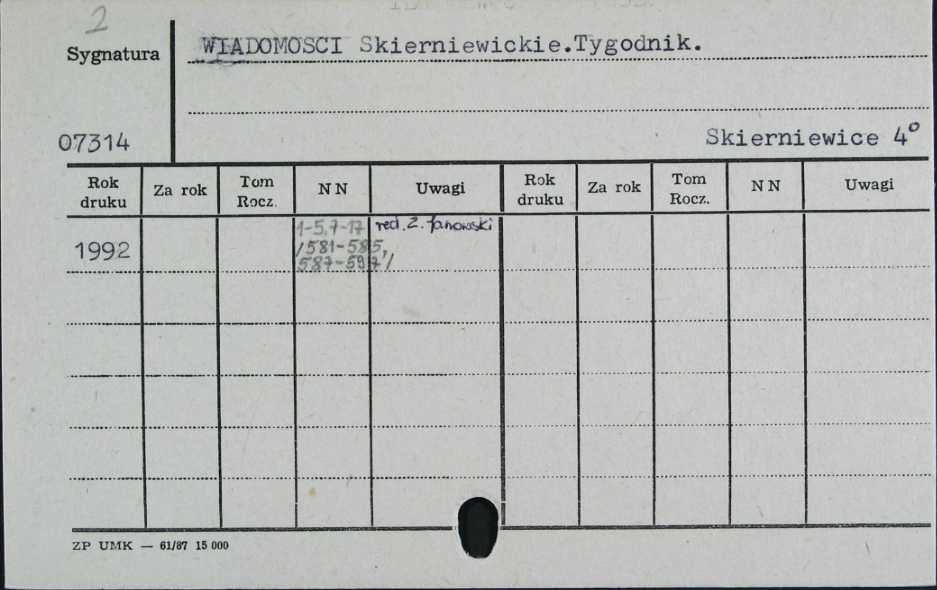 2
Sygnatura
WIADOMOSCI Skierniewickie.Tygodnik.
07314
Skierniewice 4°
Rok druku Za rok Tom Rocz. NN Uwagi Rok druku Za rok Tom Rocz. NN Uwagi
1992
1-5,7-17
/581-585,
587-597/
red. Z. Janowski
ZP UMK — 61/87 15 000